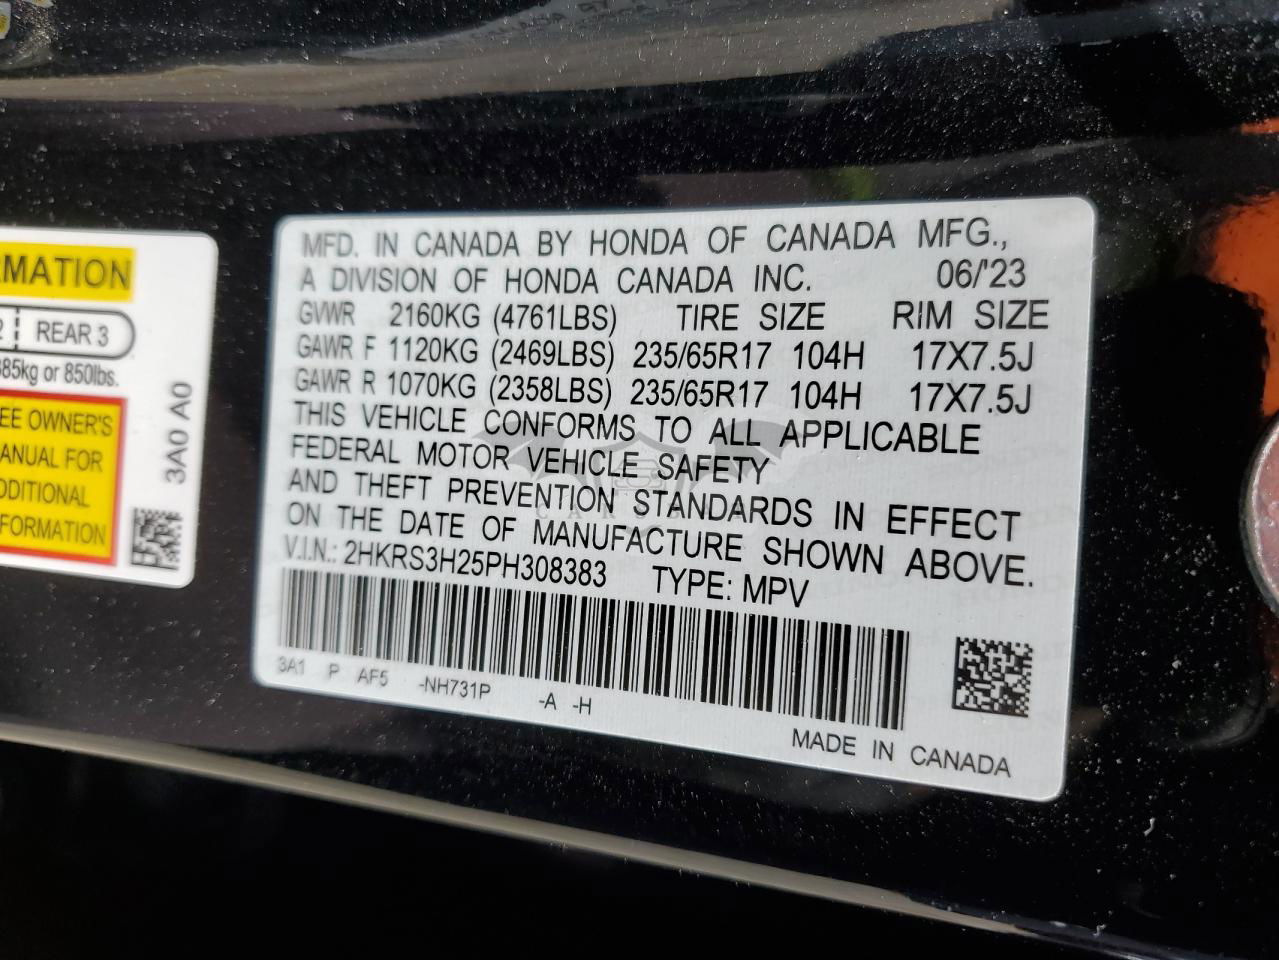 RMATION
2 REAR 3
385kg or 850lbs.
EE OWNER'S
ANUAL FOR
DDITIONAL
FORMATION
3A0 A0
MFD. IN CANADA BY HONDA OF CANADA MFG.,
A DIVISION OF HONDA CANADA INC. 06/'23
GVWR 2160KG (4761LBS) TIRE SIZE RIM SIZE
GAWR F 1120KG (2469LBS) 235/65R17 104H 17X7.5J
GAWR R 1070KG (2358LBS) 235/65R17 104H 17X7.5J
THIS VEHICLE CONFORMS TO ALL APPLICABLE
FEDERAL MOTOR VEHICLE SAFETY
AND THEFT PREVENTION STANDARDS IN EFFECT
ON THE DATE OF MANUFACTURE SHOWN ABOVE.
V.I.N.: 2HKRS3H25PH308383 TYPE: MPV
3A1 P AF5 -NH731P -A -H
MADE IN CANADA